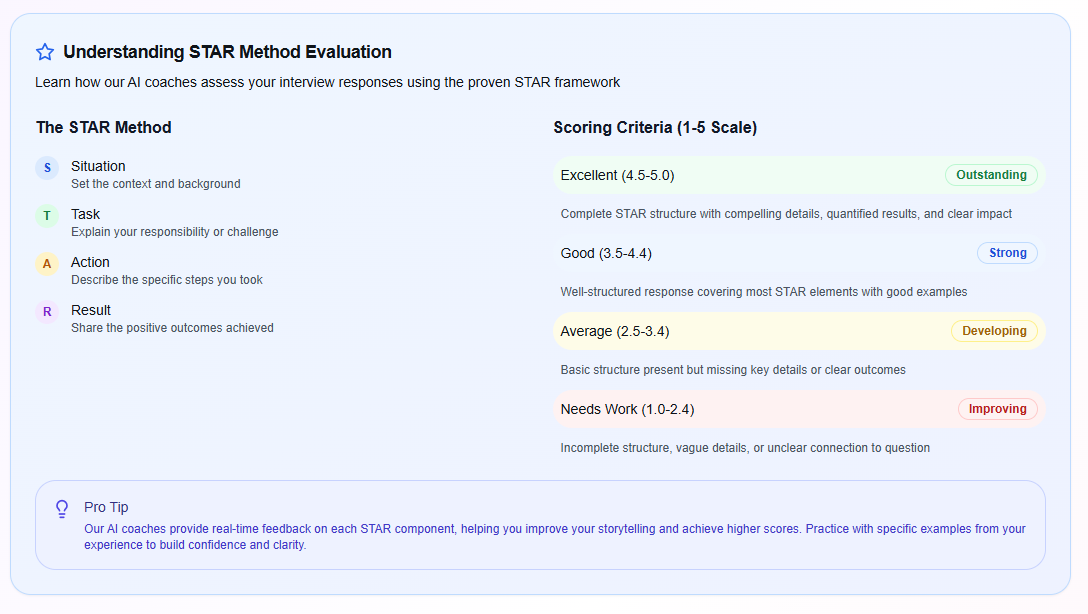 Understanding STAR Method Evaluation
Learn how our AI coaches assess your interview responses using the proven STAR framework
The STAR Method
S
Situation
Set the context and background
T
Task
Explain your responsibility or challenge
A
Action
Describe the specific steps you took
R
Result
Share the positive outcomes achieved
Scoring Criteria (1-5 Scale)
Excellent (4.5-5.0)
Outstanding
Complete STAR structure with compelling details, quantified results, and clear impact
Good (3.5-4.4)
Strong
Well-structured response covering most STAR elements with good examples
Average (2.5-3.4)
Developing
Basic structure present but missing key details or clear outcomes
Needs Work (1.0-2.4)
Improving
Incomplete structure, vague details, or unclear connection to question
Pro Tip
Our AI coaches provide real-time feedback on each STAR component, helping you improve your storytelling and achieve higher scores. Practice with specific examples from your
experience to build confidence and clarity.